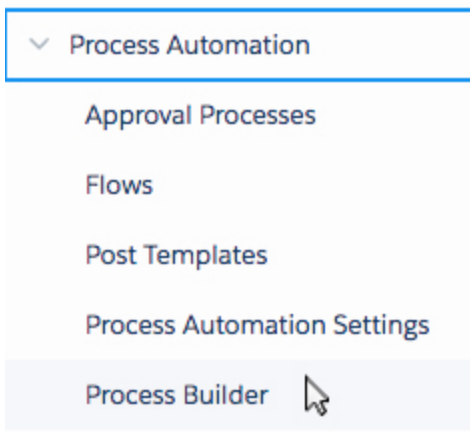 Process Automation
Approval Processes
Flows
Post Templates
Process Automation Settings
Process Builder